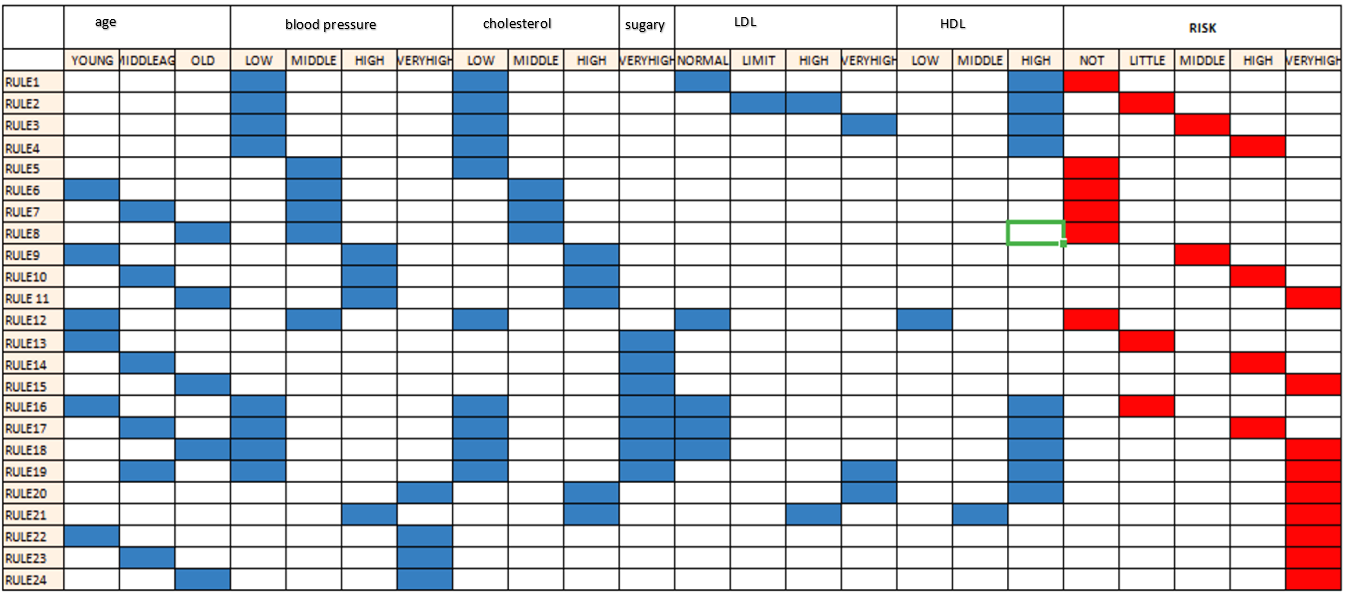 age blood pressure cholesterol sugary LDL HDL RISK
YOUNG MIDDLEAG OLD LOW MIDDLE HIGH VERYHIGH LOW MIDDLE HIGH VERYHIGH NORMAL LIMIT HIGH VERYHIGH LOW MIDDLE HIGH NOT LITTLE MIDDLE HIGH VERYHIGH
RULE1
RULE2
RULE3
RULE4
RULE5
RULE6
RULE7
RULE8
RULE9
RULE10
RULE 11
RULE12
RULE13
RULE14
RULE15
RULE16
RULE17
RULE18
RULE19
RULE20
RULE21
RULE22
RULE23
RULE24